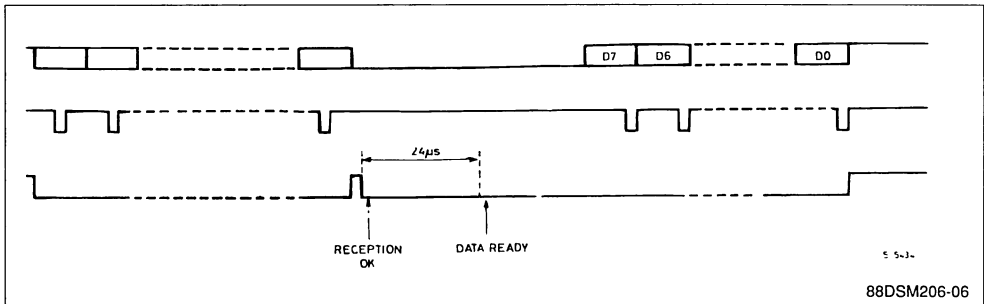 D7 D6 D0
24µs
RECEPTION OK
DATA READY
88DSM206-06